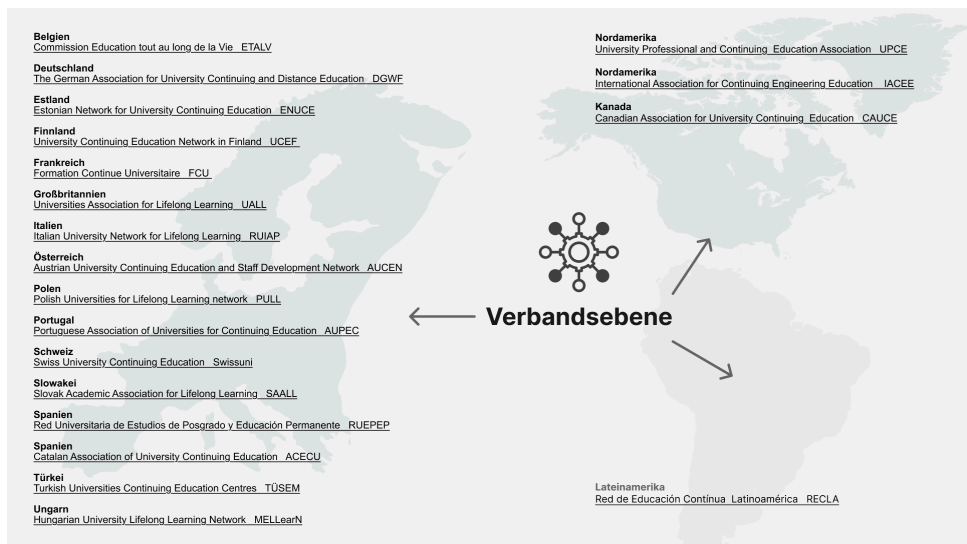 Belgien
Commission Education tout au long de la Vie ETALV
Deutschland
The German Association for University Continuing and Distance Education DGWF
Estland
Estonian Network for University Continuing Education ENUCE
Finnland
University Continuing Education Network in Finland UCEF
Frankreich
Formation Continue Universitaire FCU
Großbritannien
Universities Association for Lifelong Learning UALL
Italien
Italian University Network for Lifelong Learning RUIAP
Österreich
Austrian University Continuing Education and Staff Development Network AUCEN
Polen
Polish Universities for Lifelong Learning network PULL
Portugal
Portuguese Association of Universities for Continuing Education AUPEC
Schweiz
Swiss University Continuing Education Swissuni
Slowakei
Slovak Academic Association for Lifelong Learning SAALL
Spanien
Red Universitaria de Estudios de Posgrado y Educación Permanente RUEPEP
Spanien
Catalan Association of University Continuing Education ACECU
Türkei
Turkish Universities Continuing Education Centres TÜSEM
Ungarn
Hungarian University Lifelong Learning Network MELLearN
Verbandsebene
Nordamerika
University Professional and Continuing Education Association UPCE
Nordamerika
International Association for Continuing Engineering Education IACEE
Kanada
Canadian Association for University Continuing Education CAUCE
Lateinamerika
Red de Educación Contínua Latinoamérica RECLA